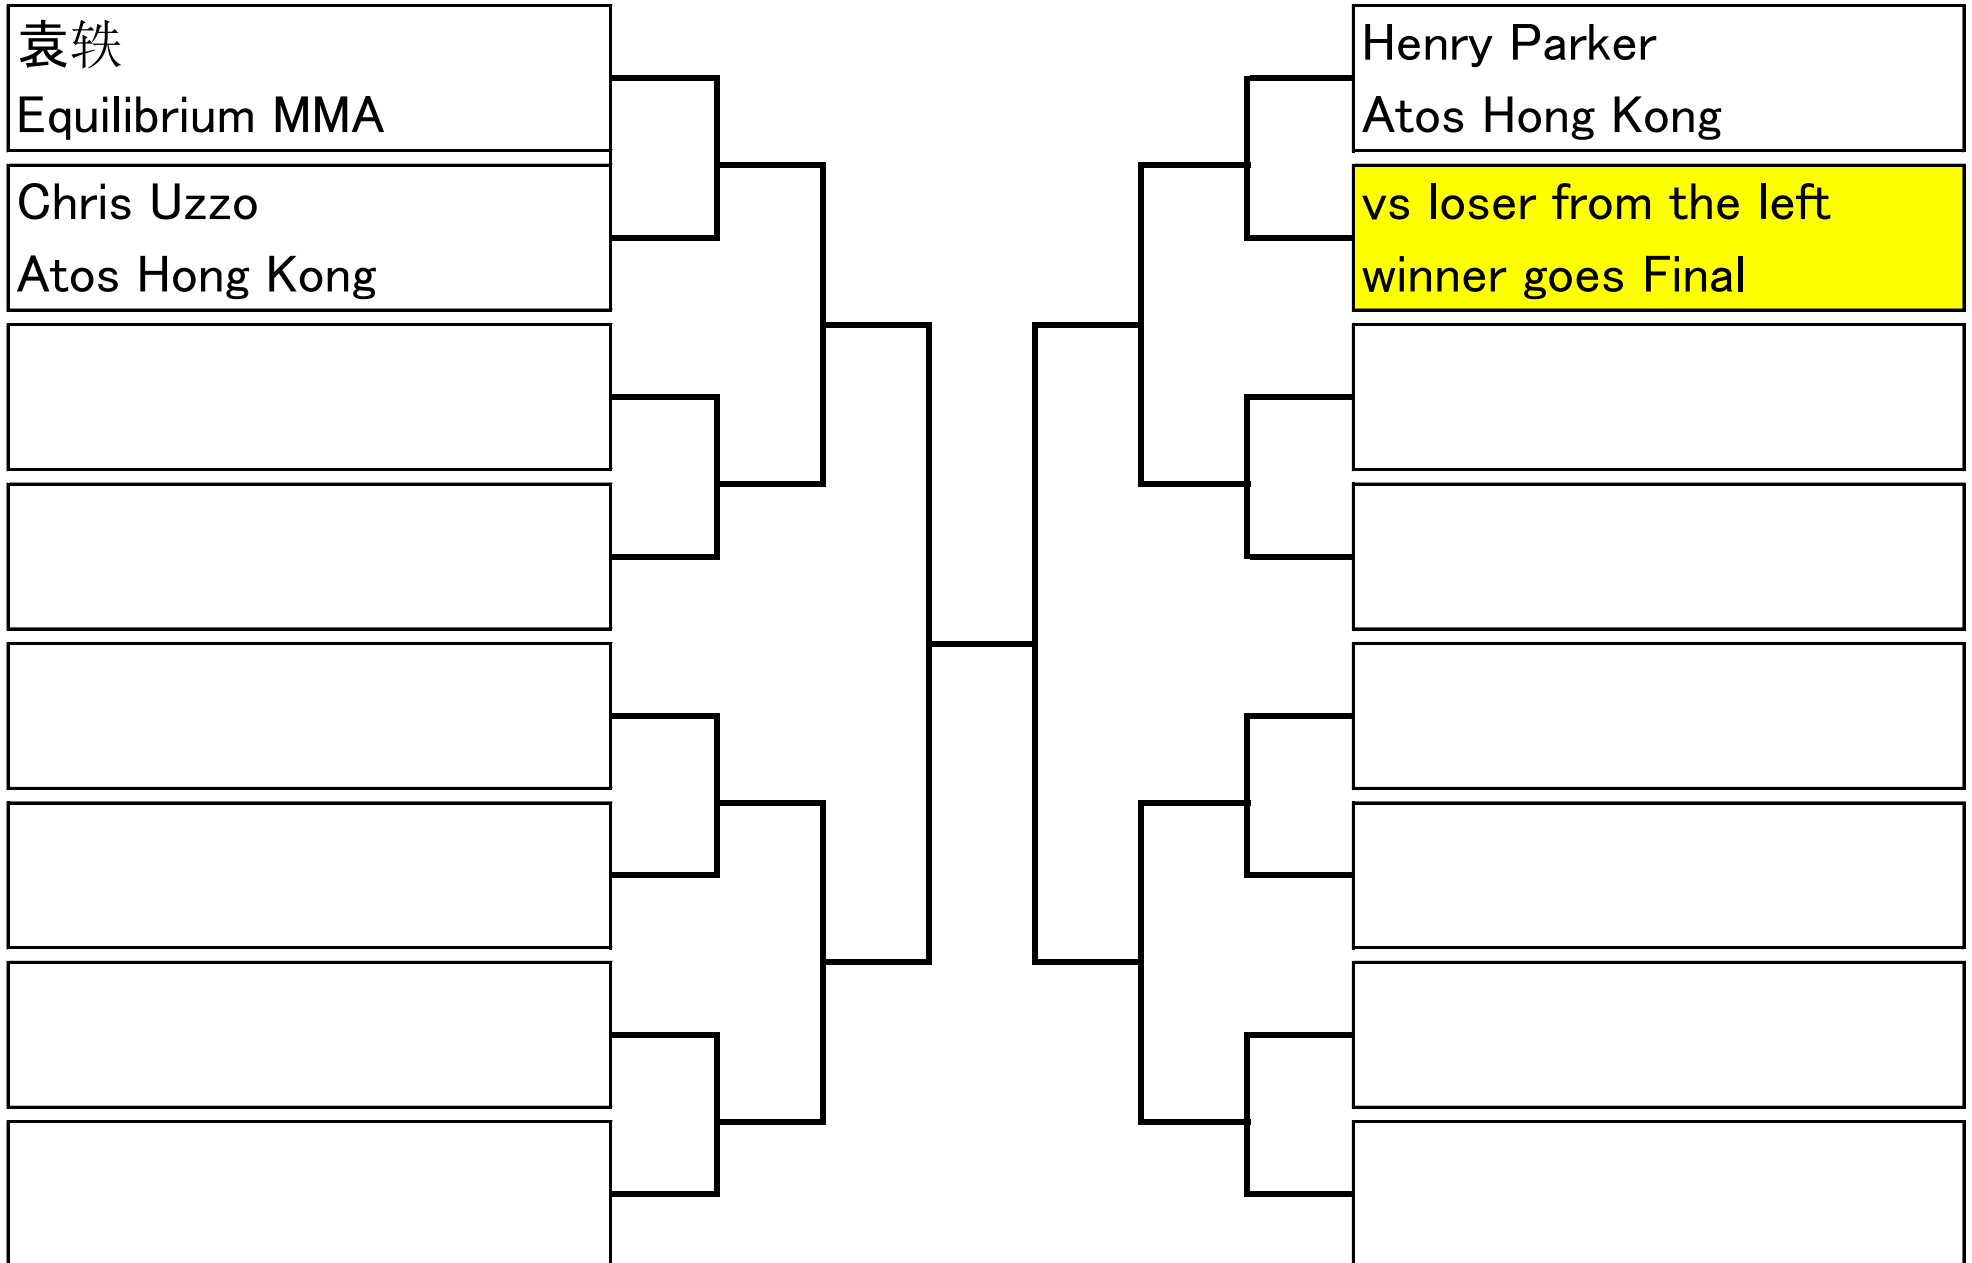 袁轶
Equilibrium MMA
Chris Uzzo
Atos Hong Kong
Henry Parker
Atos Hong Kong
vs loser from the left
winner goes Final